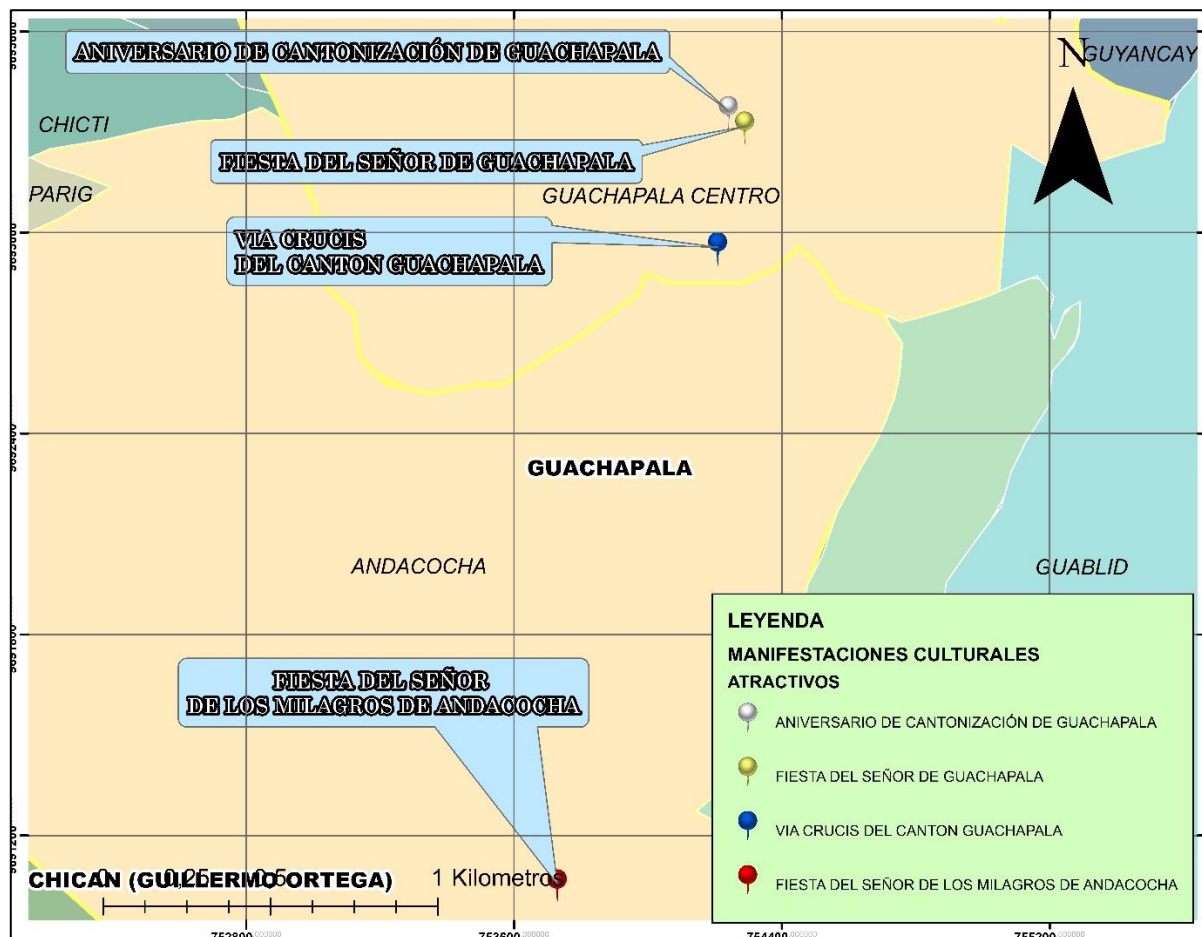 ANIVERSARIO DE CANTONIZACIÓN DE GUACHAPALA
N
GUYANCAY
CHICTI
FIESTA DEL SEÑOR DE GUACHAPALA
PARIG
GUACHAPALA CENTRO
VIA CRUCIS
DEL CANTON GUACHAPALA
GUACHAPALA
ANDACOCHA
GUABLID
FIESTA DEL SEÑOR
DE LOS MILAGROS DE ANDACOCHA
LEYENDA
MANIFESTACIONES CULTURALES
ATRACTIVOS
ANIVERSARIO DE CANTONIZACIÓN DE GUACHAPALA
FIESTA DEL SEÑOR DE GUACHAPALA
VIA CRUCIS DEL CANTON GUACHAPALA
FIESTA DEL SEÑOR DE LOS MILAGROS DE ANDACOCHA
CHICAN (GUILLERMO ORTEGA)
0 0,25 0,5 1 Kilometros